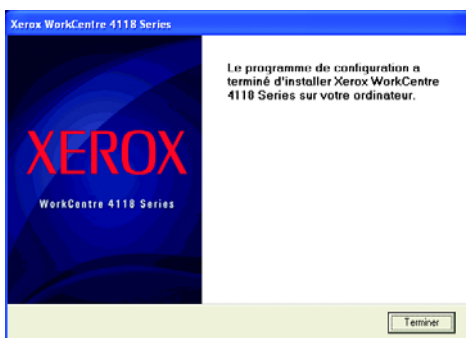 Xerox WorkCentre 4118 Series
Le programme de configuration a
terminé d'installer Xerox WorkCentre
4118 Series sur votre ordinateur.
XEROX
WorkCentre 4118 Series
Terminer